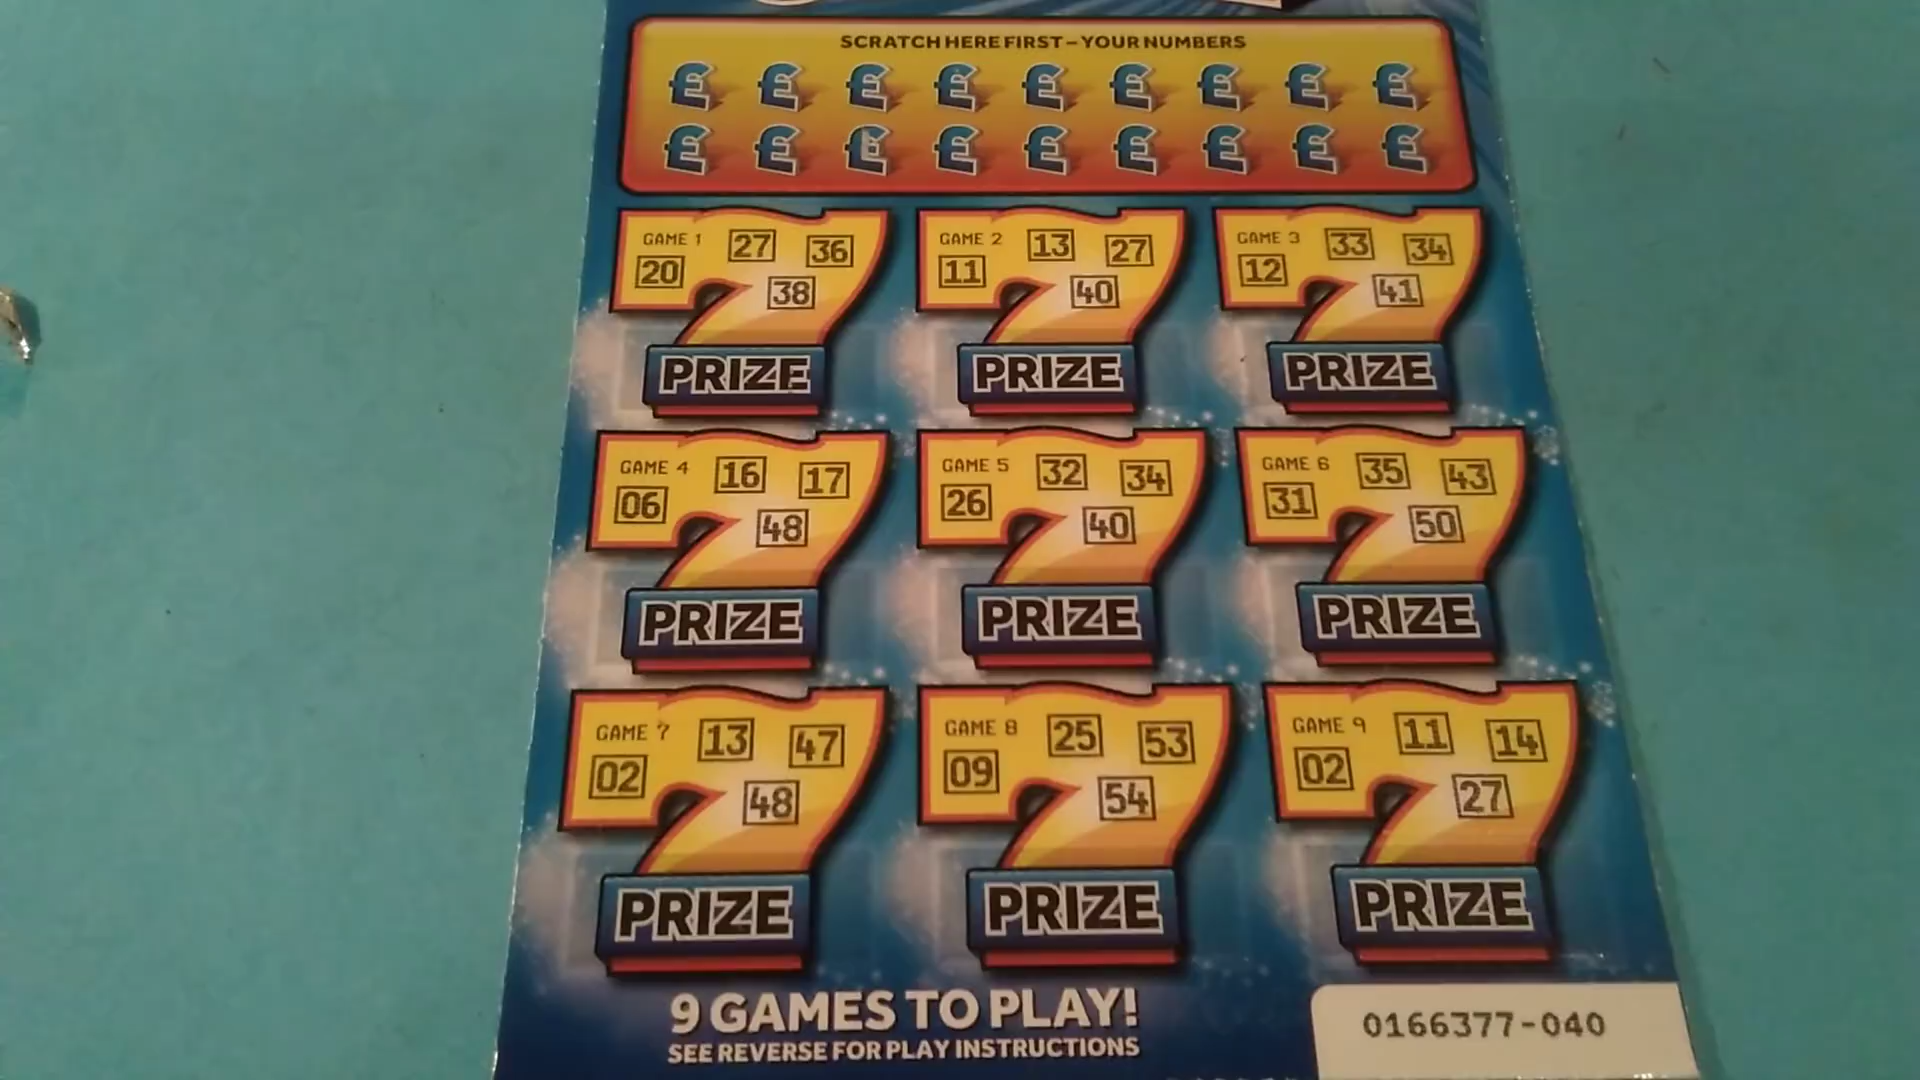 SCRATCH HERE FIRST – YOUR NUMBERS
£ £ £ £ £ £ £ £ £
£ £ £ £ £ £ £ £ £
GAME 1 27 36
20
38
PRIZE
GAME 2 13 27
11
40
PRIZE
GAME 3 33 34
12
41
PRIZE
GAME 4 16 17
06
48
PRIZE
GAME 5 32 34
26
40
PRIZE
GAME 6 35 43
31
50
PRIZE
GAME 7 13 47
02
48
PRIZE
GAME 8 25 53
09
54
PRIZE
GAME 9 11 14
02
27
PRIZE
9 GAMES TO PLAY!
SEE REVERSE FOR PLAY INSTRUCTIONS
0166377-040